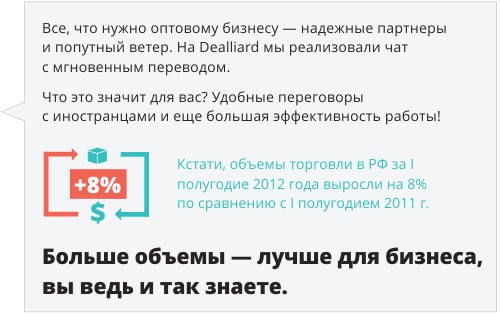 Все, что нужно оптовому бизнесу — надежные партнеры
и попутный ветер. На Dealliard мы реализовали чат
с мгновенным переводом.
Что это значит для вас? Удобные переговоры
с иностранцами и еще большая эффективность работы!
+8%
$
Кстати, объемы торговли в РФ за I
полугодие 2012 года выросли на 8%
по сравнению с I полугодием 2011 г.
Больше объемы — лучше для бизнеса,
вы ведь и так знаете.